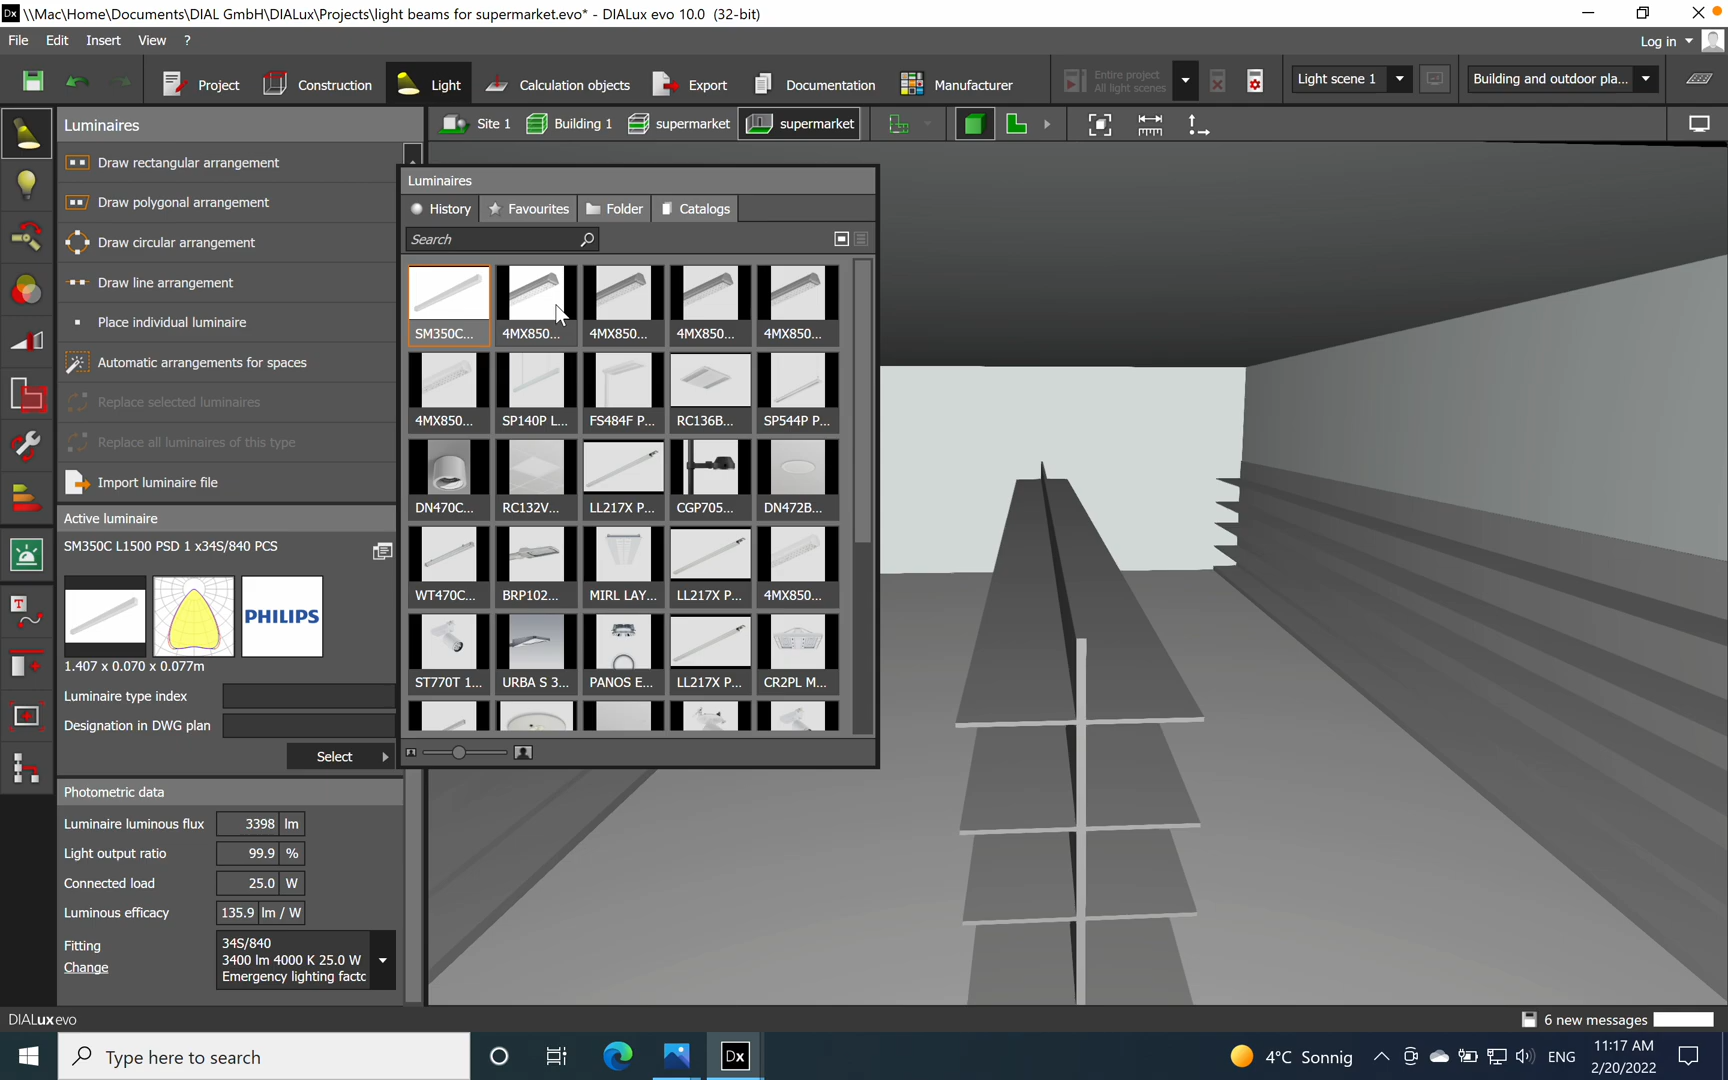 \\Mac\Home\Documents\DIAL GmbH\DIALux\Projects\light beams for supermarket.evo* - DIALux evo 10.0 (32-bit)
File Edit Insert View ?
Log in
Project Construction Light Calculation objects Export Documentation Manufacturer
Entire project
All light scenes
Light scene 1
Building and outdoor pla...
Luminaires
Site 1 Building 1 supermarket supermarket
Draw rectangular arrangement
Draw polygonal arrangement
Draw circular arrangement
Draw line arrangement
Place individual luminaire
Automatic arrangements for spaces
Replace selected luminaires
Replace all luminaires of this type
Import luminaire file
Active luminaire
SM350C L1500 PSD 1 x34S/840 PCS
PHILIPS
1.407 x 0.070 x 0.077m
Luminaire type index
Designation in DWG plan
Select
Photometric data
Luminaire luminous flux 3398 lm
Light output ratio 99.9 %
Connected load 25.0 W
Luminous efficacy 135.9 lm / W
Fitting
Change
34S/840
3400 lm 4000 K 25.0 W
Emergency lighting factc
Luminaires
History Favourites Folder Catalogs
Search
SM350C... 4MX850... 4MX850... 4MX850... 4MX850...
4MX850... SP140P L... FS484F P... RC136B... SP544P P...
DN470C... RC132V... LL217X P... CGP705... DN472B...
WT470C... BRP102... MIRL LAY... LL217X P... 4MX850...
ST770T 1... URBA S 3... PANOS E... LL217X P... CR2PL M...
DIALux evo
6 new messages
Type here to search
Dx
4°C Sonnig
ENG
11:17 AM
2/20/2022